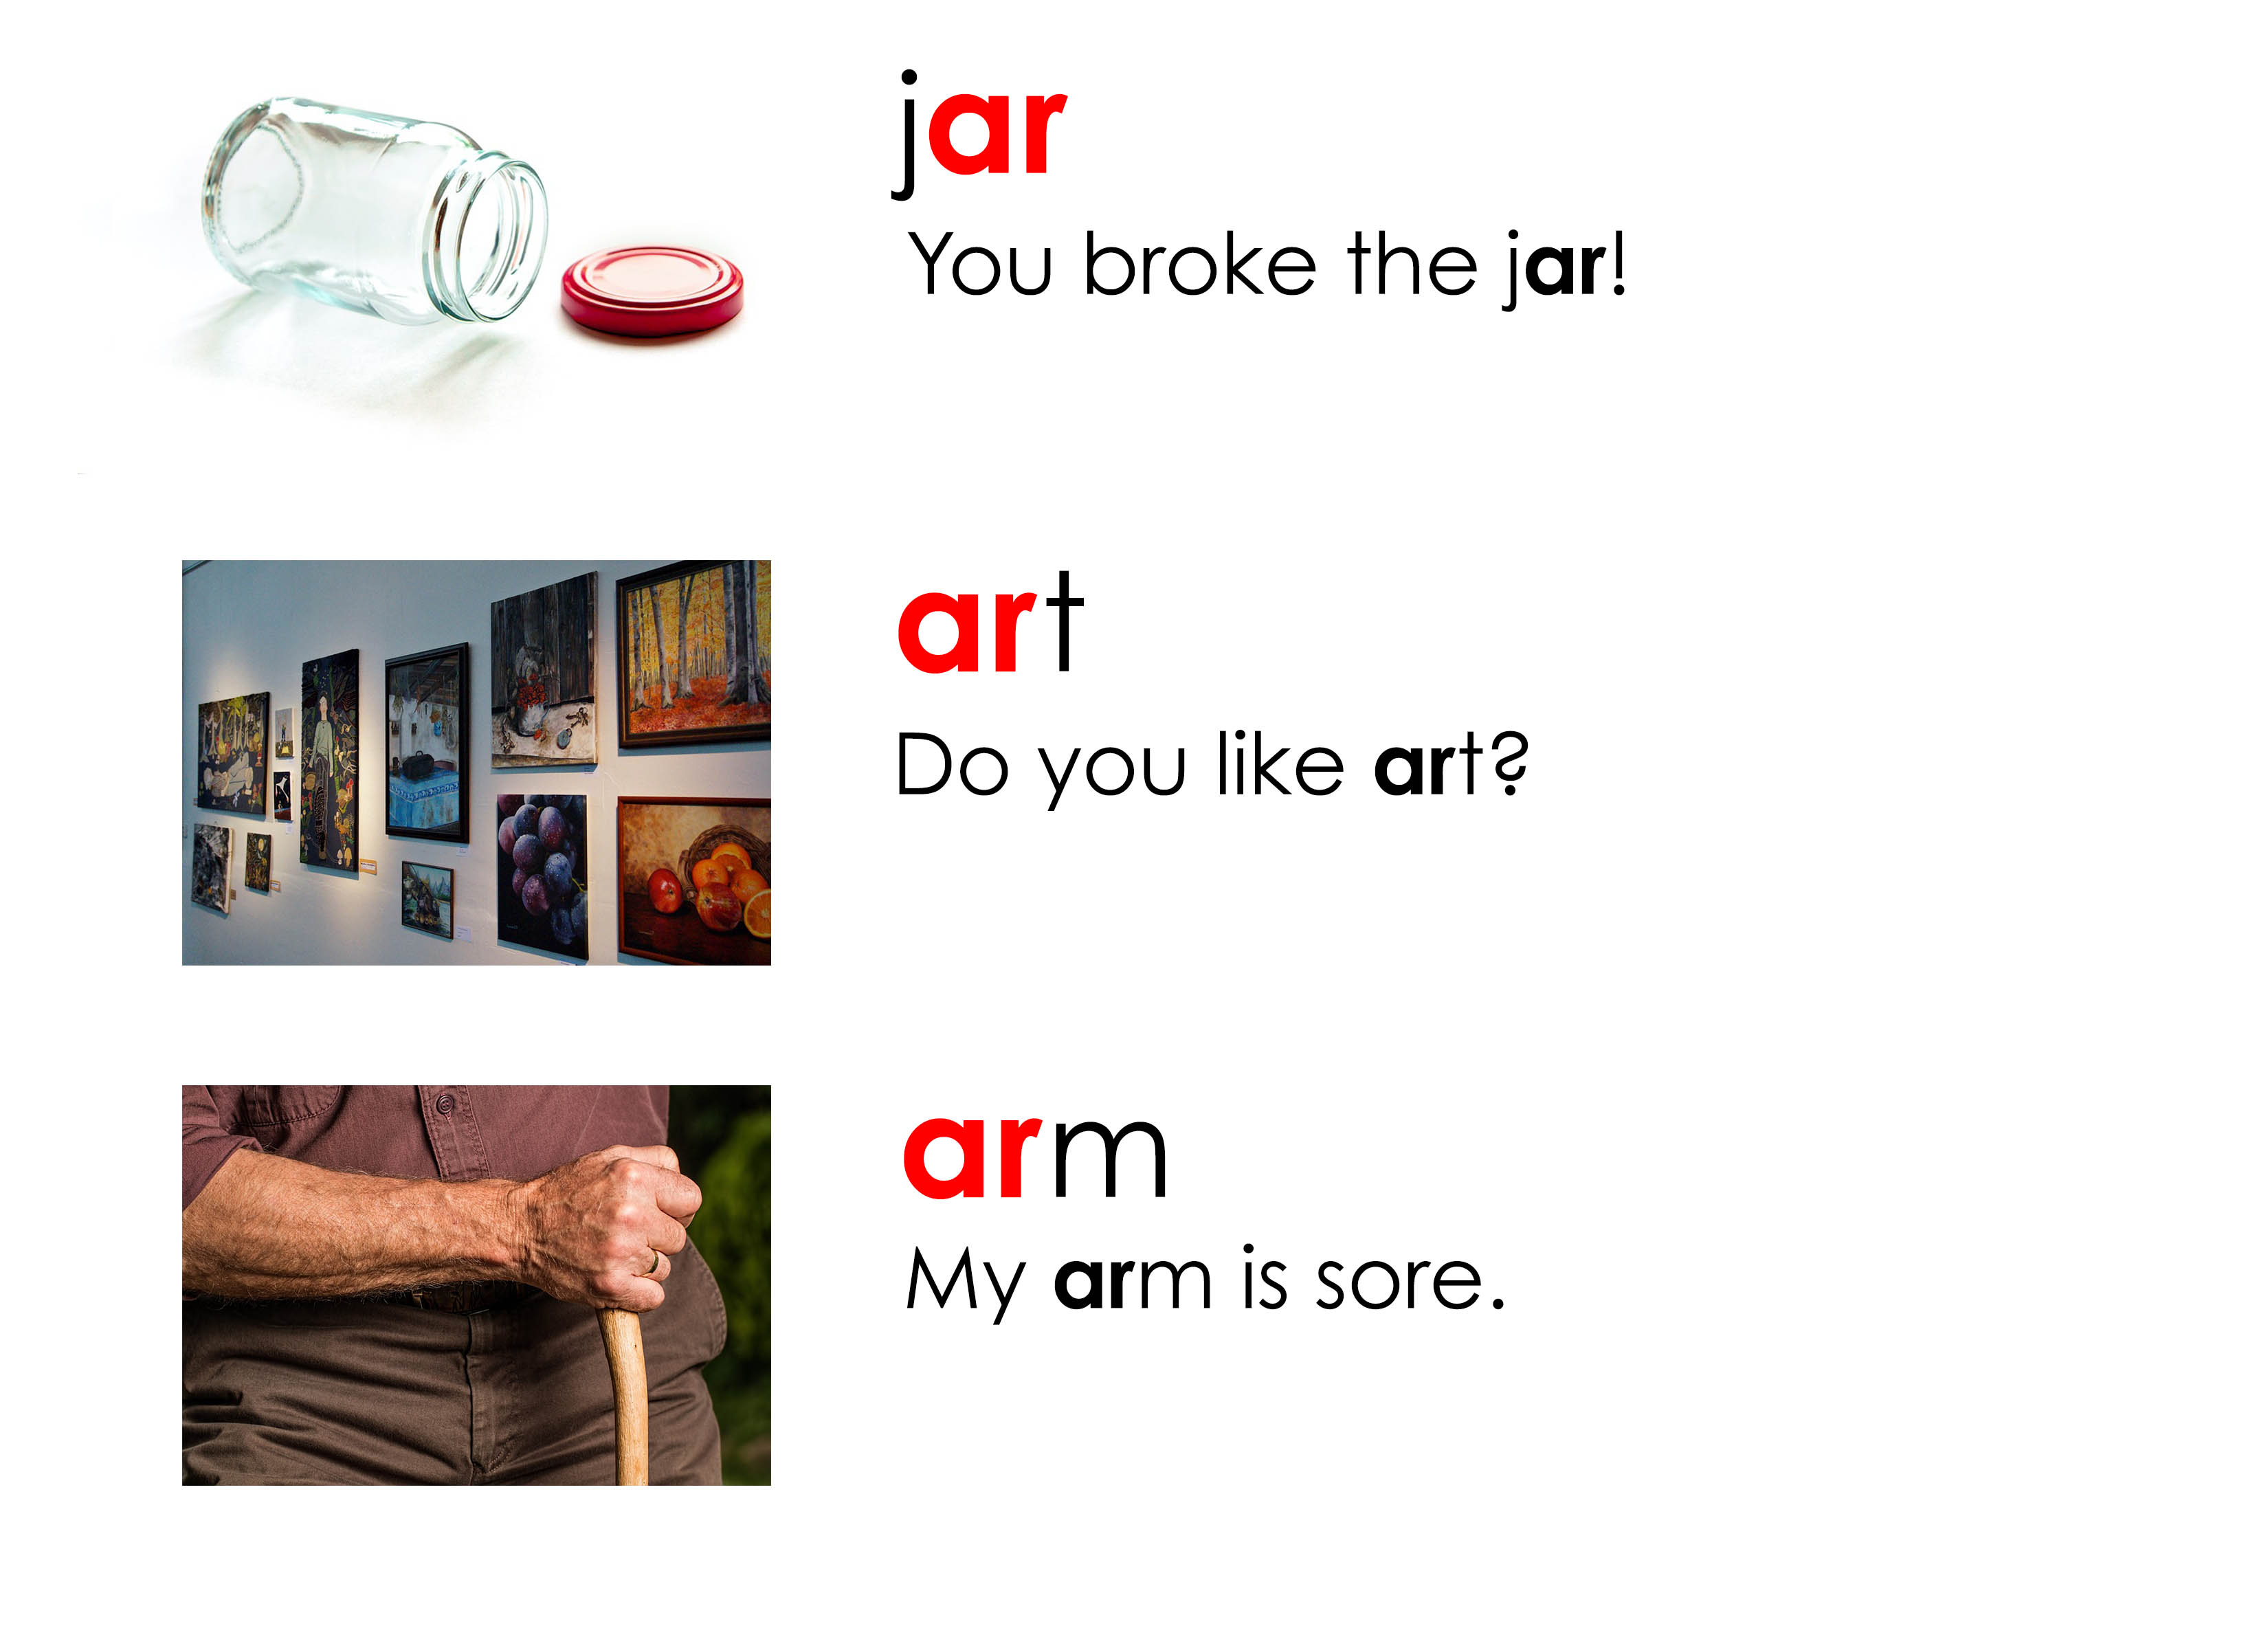 jar
You broke the jar!
art
Do you like art?
arm
My arm is sore.